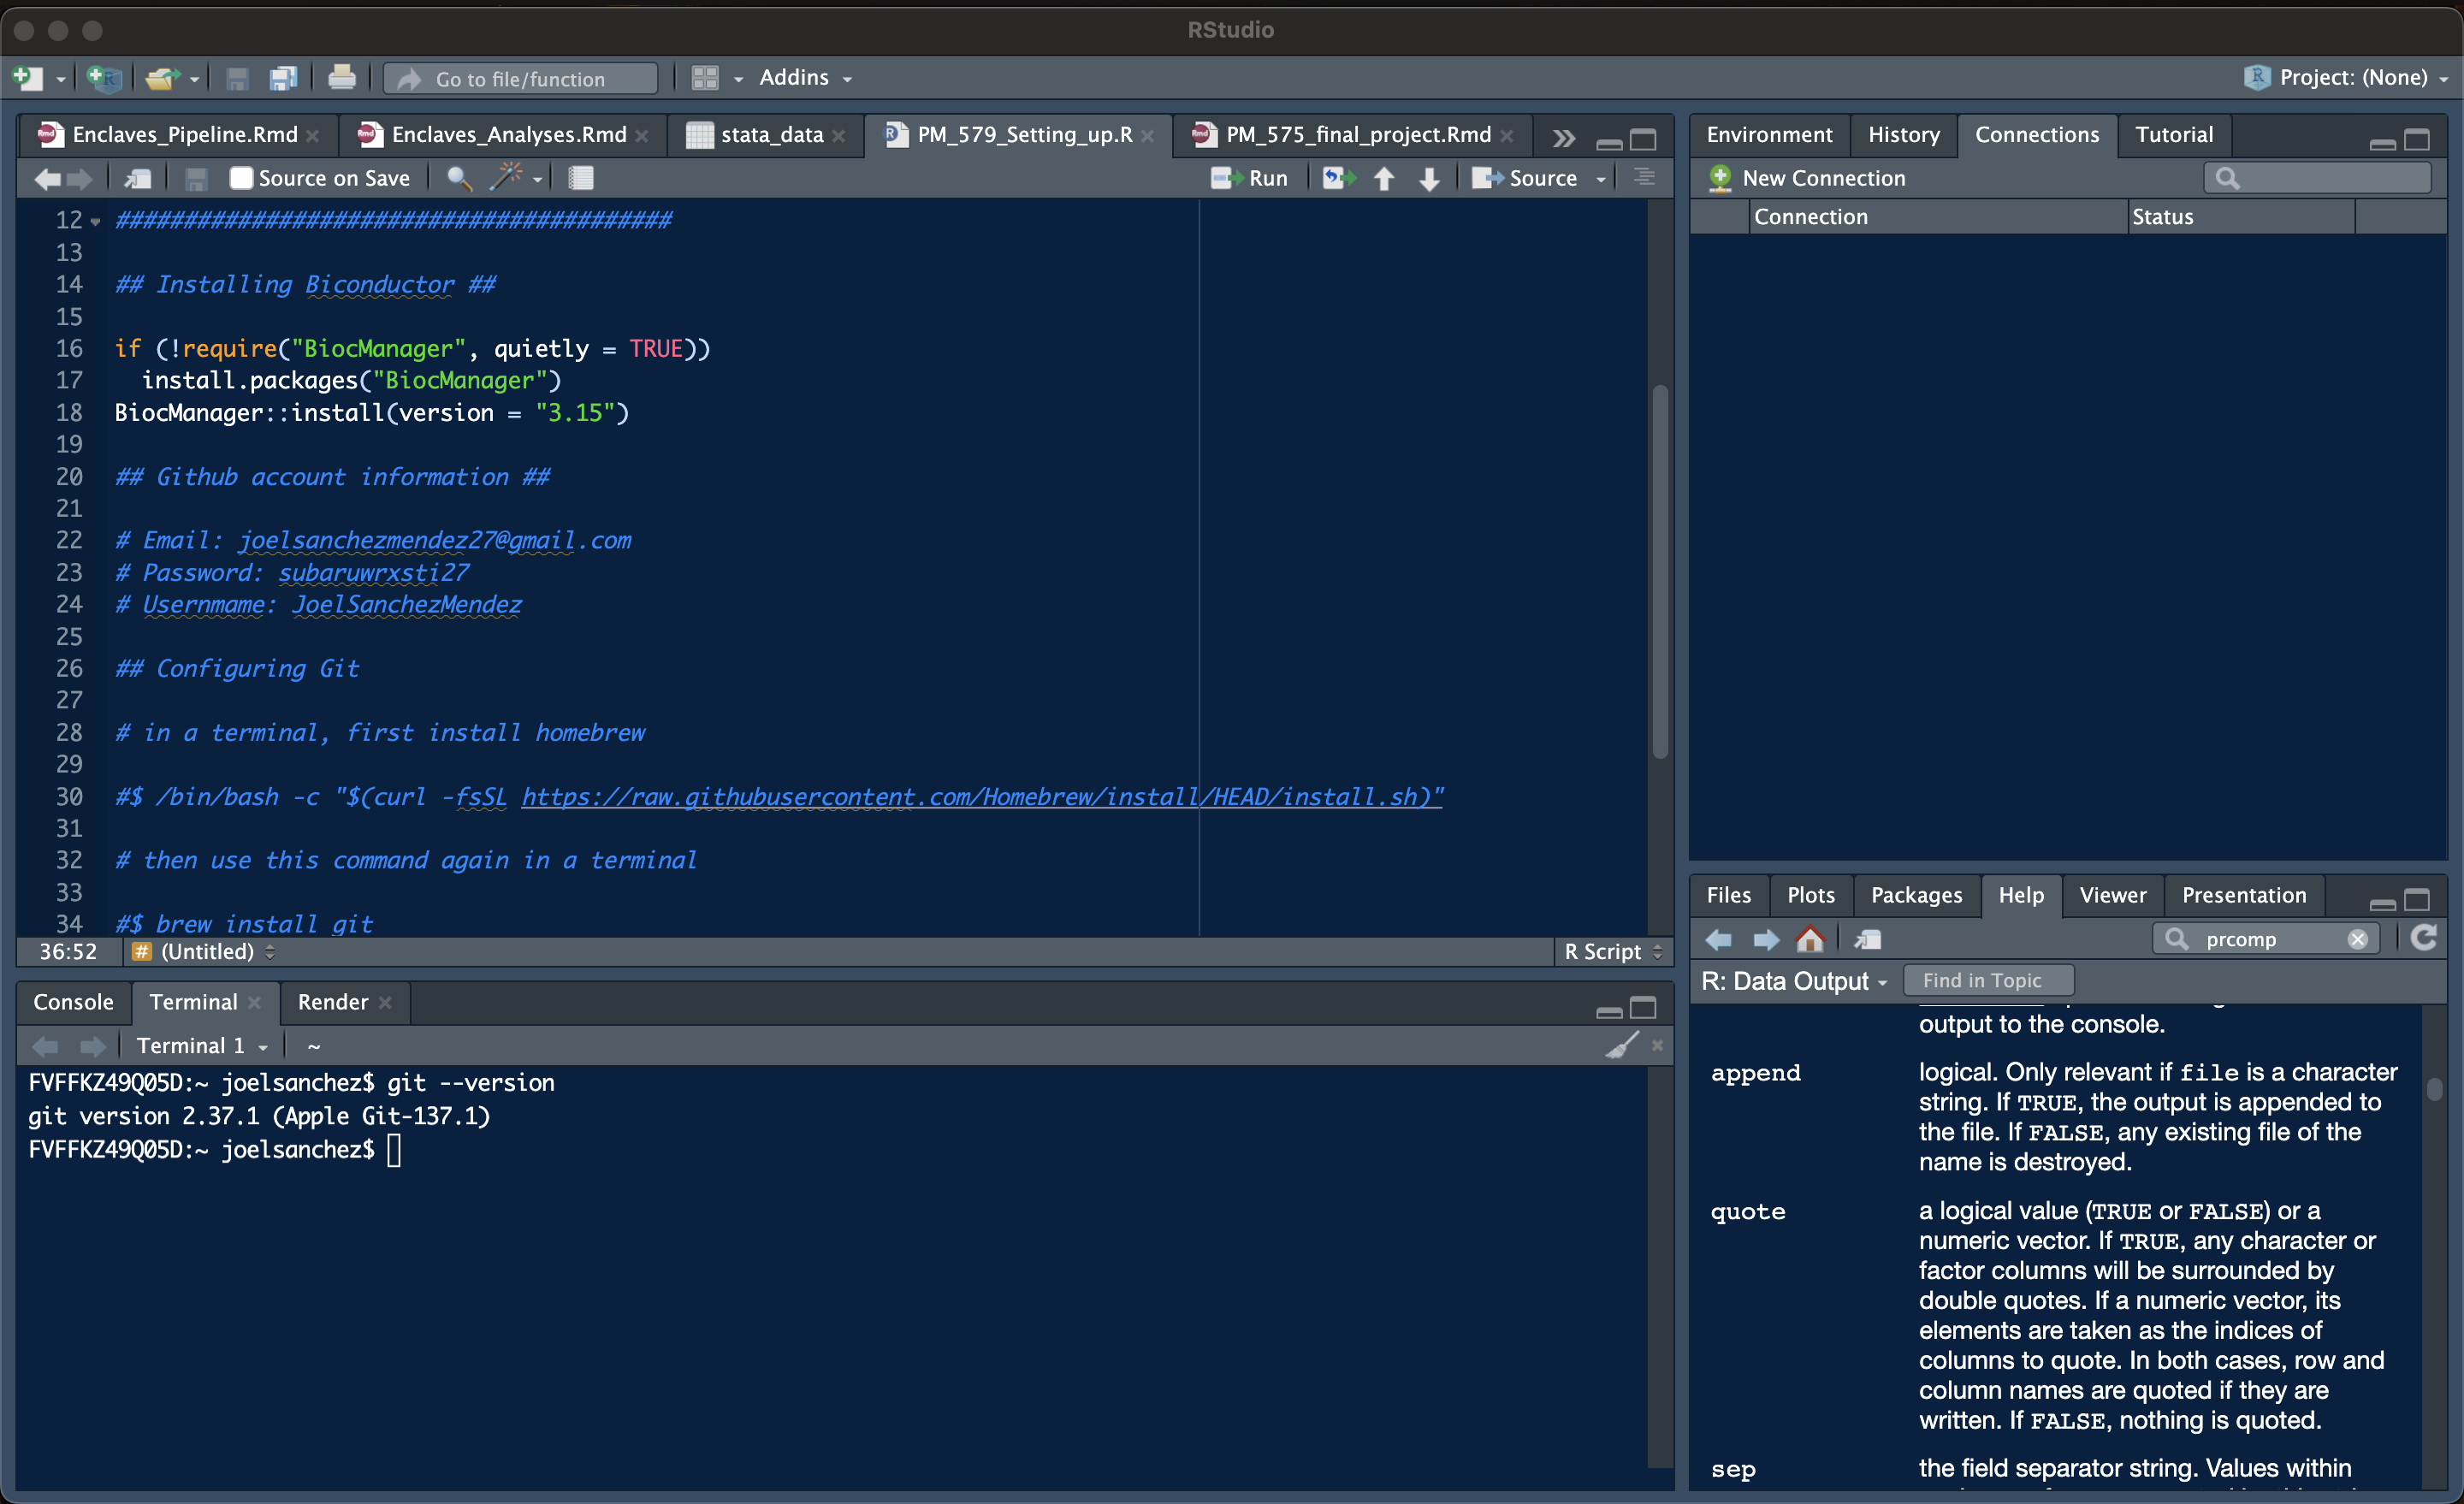 RStudio
Go to file/function
Addins
Project: (None)
Enclaves_Pipeline.Rmd
Enclaves_Analyses.Rmd
stata_data
PM_579_Setting_up.R
PM_575_final_project.Rmd
Source on Save
Run
Source
12 #########################################
13
14 ## Installing Biconductor ##
15
16 if (!require("BiocManager", quietly = TRUE))
17 install.packages("BiocManager")
18 BiocManager::install(version = "3.15")
19
20 ## Github account information ##
21
22 # Email: joelsanchezmendez27@gmail.com
23 # Password: subaruwrxsti27
24 # Usernmame: JoelSanchezMendez
25
26 ## Configuring Git
27
28 # in a terminal, first install homebrew
29
30 #$ /bin/bash -c "$(curl -fsSL https://raw.githubusercontent.com/Homebrew/install/HEAD/install.sh)"
31
32 # then use this command again in a terminal
33
34 #$ brew install git
36:52
# (Untitled)
R Script
Console
Terminal
Render
Terminal 1
~
FVFFKZ49Q05D:~ joelsanchez$ git --version
git version 2.37.1 (Apple Git-137.1)
FVFFKZ49Q05D:~ joelsanchez$
Environment
History
Connections
Tutorial
New Connection
Connection
Status
Files
Plots
Packages
Help
Viewer
Presentation
prcomp
R: Data Output
Find in Topic
output to the console.
append
logical. Only relevant if file is a character
string. If TRUE, the output is appended to
the file. If FALSE, any existing file of the
name is destroyed.
quote
a logical value (TRUE or FALSE) or a
numeric vector. If TRUE, any character or
factor columns will be surrounded by
double quotes. If a numeric vector, its
elements are taken as the indices of
columns to quote. In both cases, row and
column names are quoted if they are
written. If FALSE, nothing is quoted.
sep
the field separator string. Values within